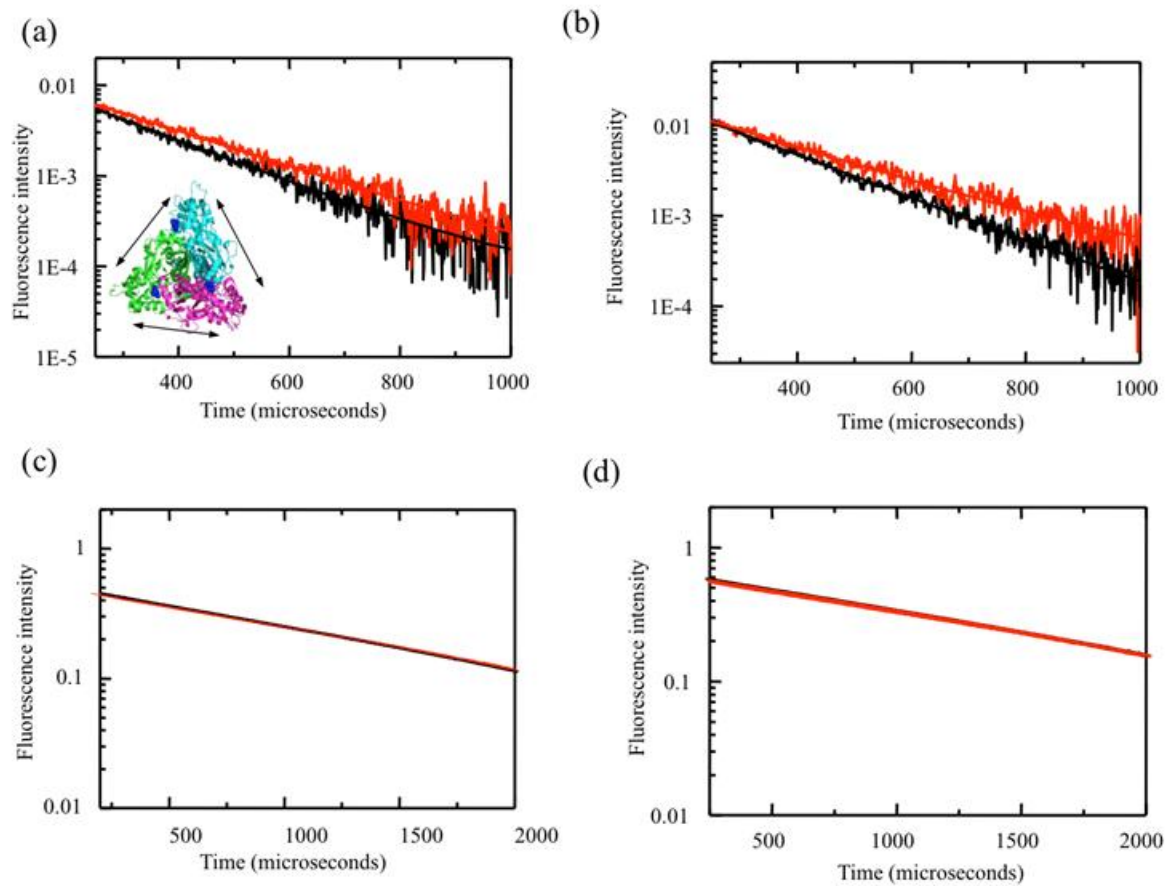 (a)
0.01
1E-3
1E-4
1E-5
Fluorescence intensity
400 600 800 1000
Time (microseconds)
(b)
0.01
1E-3
1E-4
Fluorescence intensity
400 600 800 1000
Time (microseconds)
(c)
1
0.1
0.01
Fluorescence intensity
500 1000 1500 2000
Time (microseconds)
(d)
1
0.1
0.01
Fluorescence intensity
500 1000 1500 2000
Time (microseconds)